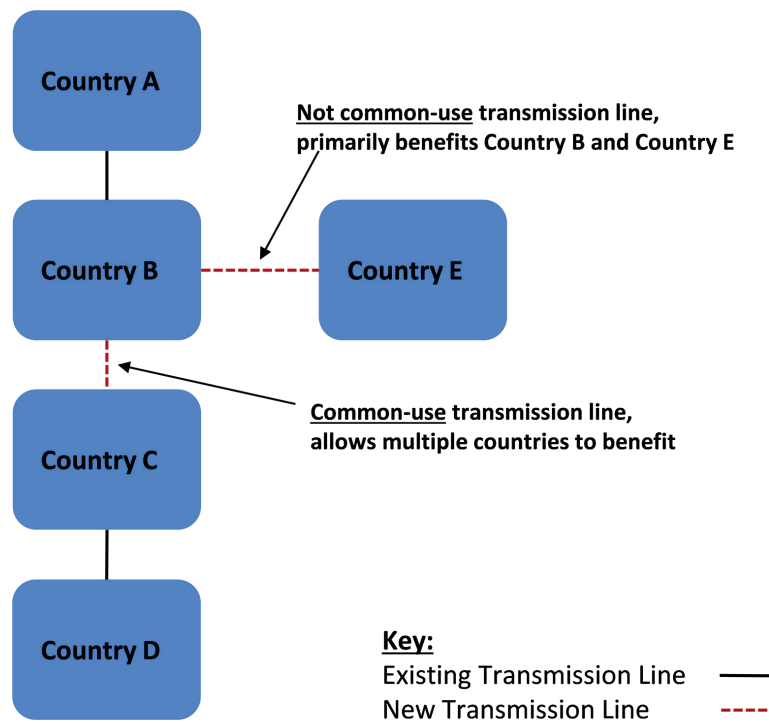 Country A
Not common-use transmission line,
primarily benefits Country B and Country E
Country B
Country E
Common-use transmission line,
allows multiple countries to benefit
Country C
Country D
Key:
Existing Transmission Line
New Transmission Line